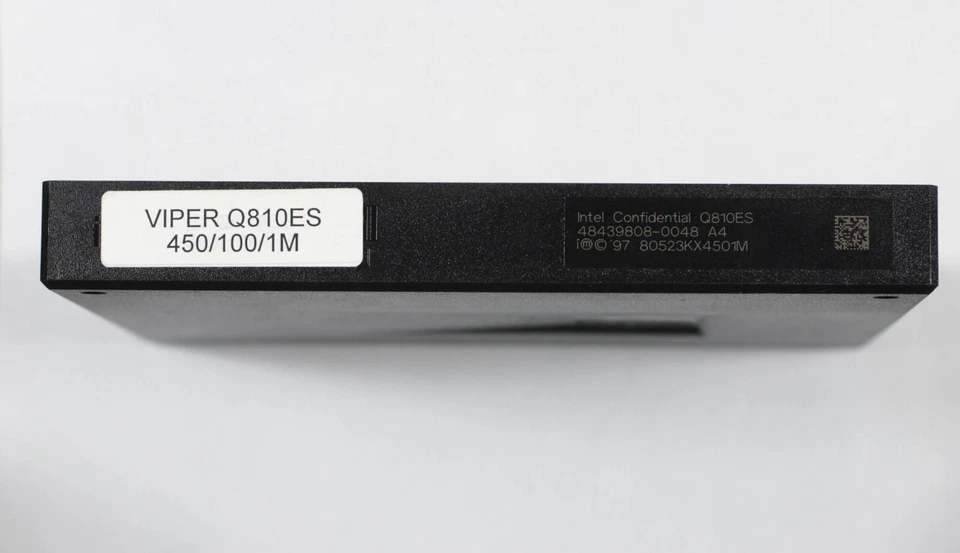 VIPER Q810ES
450/100/1M
Intel Confidential Q810ES
48439808-0048 A4
i Ⓜ © '97 80523KX4501M